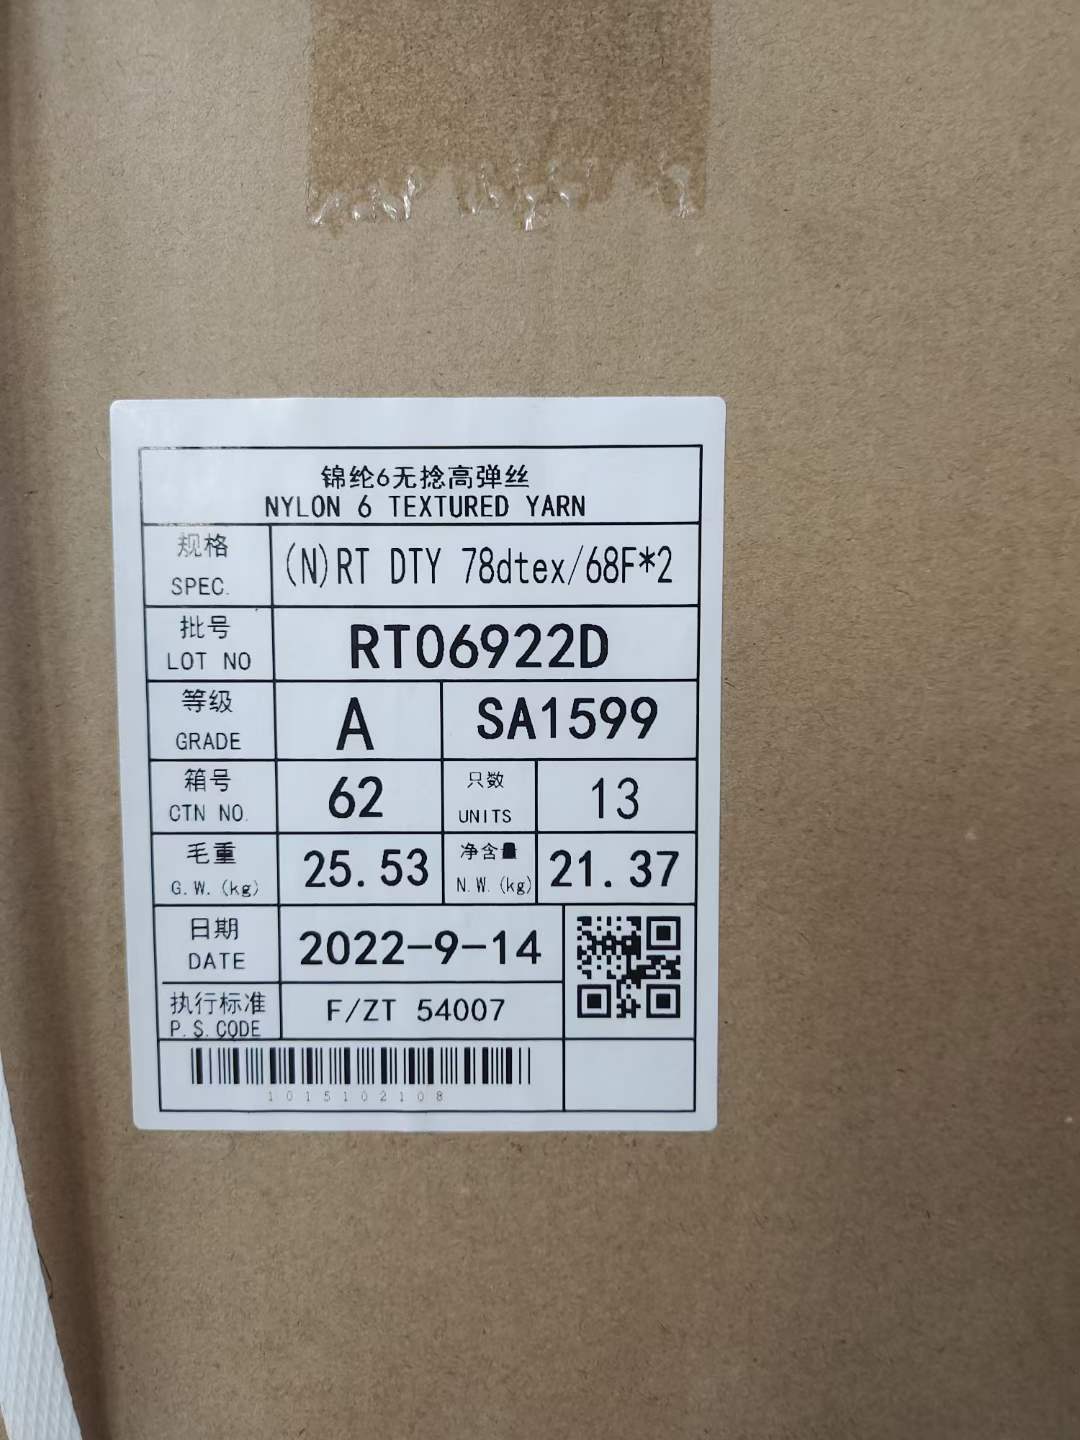 锦纶6无捻高弹丝
NYLON 6 TEXTURED YARN
规格
SPEC.
(N)RT DTY 78dtex/68F*2
批号
LOT NO
RT06922D
等级
GRADE
A
SA1599
箱号
CTN NO.
62
只数
UNITS
13
毛重
G.W.(kg)
25.53
净含量
N.W.(kg)
21.37
日期
DATE
2022-9-14
执行标准
P.S.CODE
F/ZT 54007
1015102108